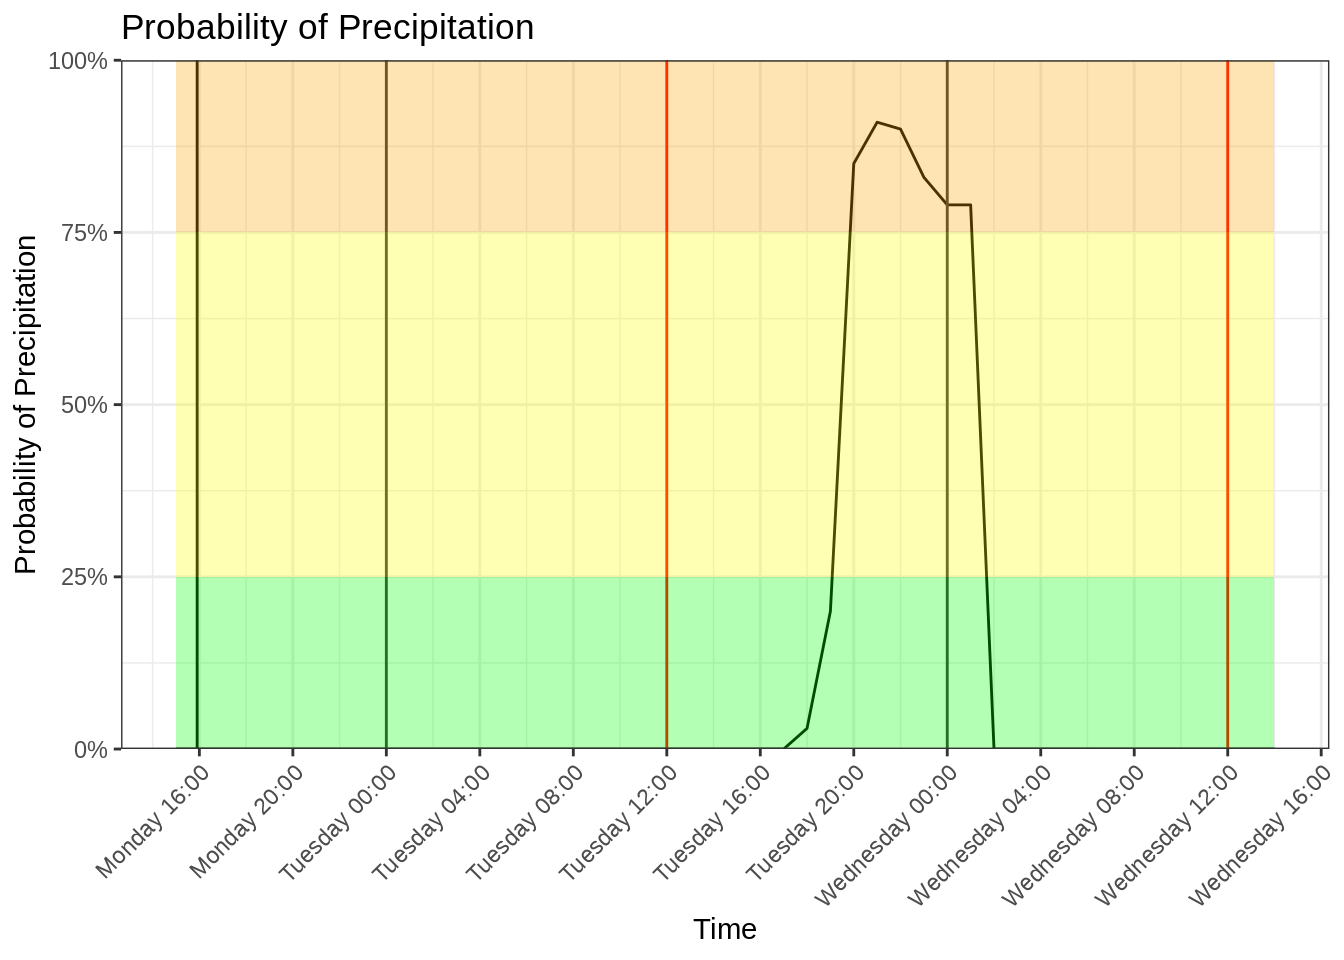 Probability of Precipitation
Probability of Precipitation
100%
75%
50%
25%
0%
Monday 16:00
Monday 20:00
Tuesday 00:00
Tuesday 04:00
Tuesday 08:00
Tuesday 12:00
Tuesday 16:00
Tuesday 20:00
Wednesday 00:00
Wednesday 04:00
Wednesday 08:00
Wednesday 12:00
Wednesday 16:00
Time